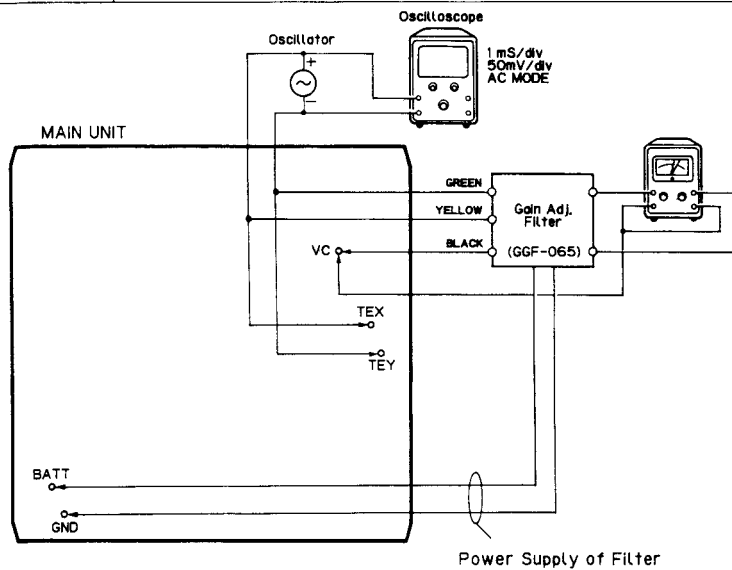 Oscilloscope
Oscillator
1 mS/div
50mV/div
AC MODE
+
−
MAIN UNIT
GREEN
YELLOW
BLACK
Gain Adj.
Filter
(GGF-065)
VC
TEX
TEY
BATT
GND
Power Supply of Filter